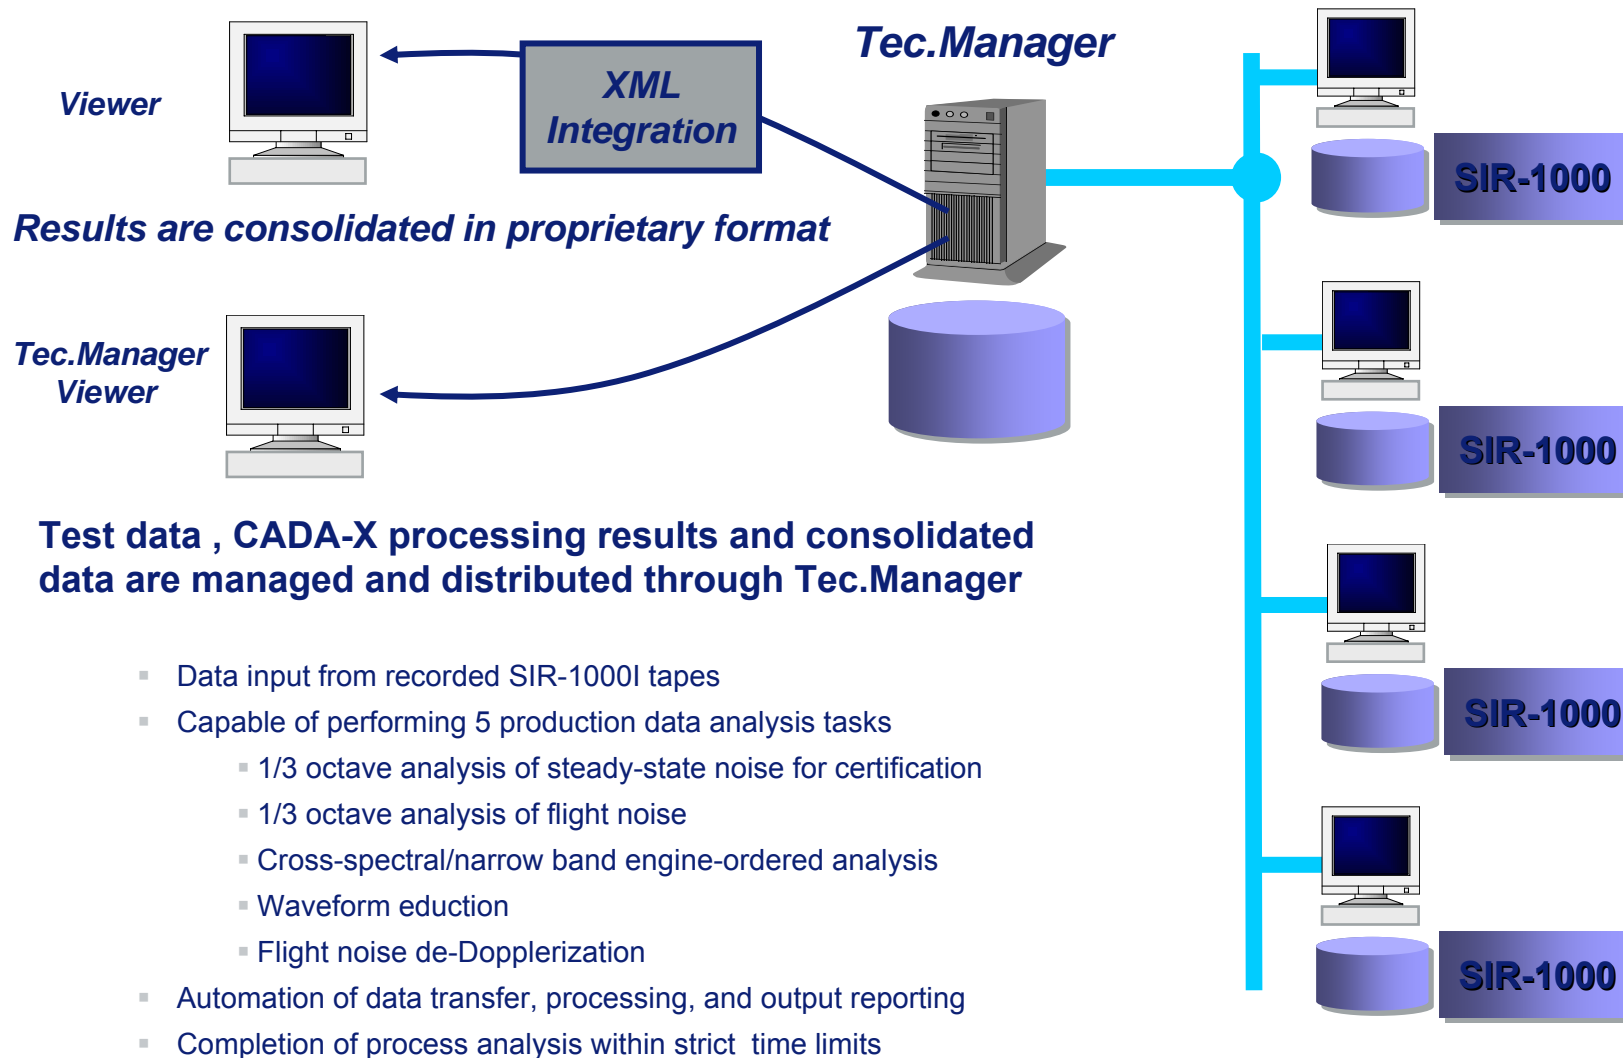 Tec.Manager
XML
Integration
Viewer
SIR-1000
Results are consolidated in proprietary format
Tec.Manager
Viewer
SIR-1000
Test data , CADA-X processing results and consolidated
data are managed and distributed through Tec.Manager
Data input from recorded SIR-1000I tapes
Capable of performing 5 production data analysis tasks
1/3 octave analysis of steady-state noise for certification
1/3 octave analysis of flight noise
Cross-spectral/narrow band engine-ordered analysis
Waveform eduction
Flight noise de-Dopplerization
Automation of data transfer, processing, and output reporting
Completion of process analysis within strict time limits
SIR-1000
SIR-1000